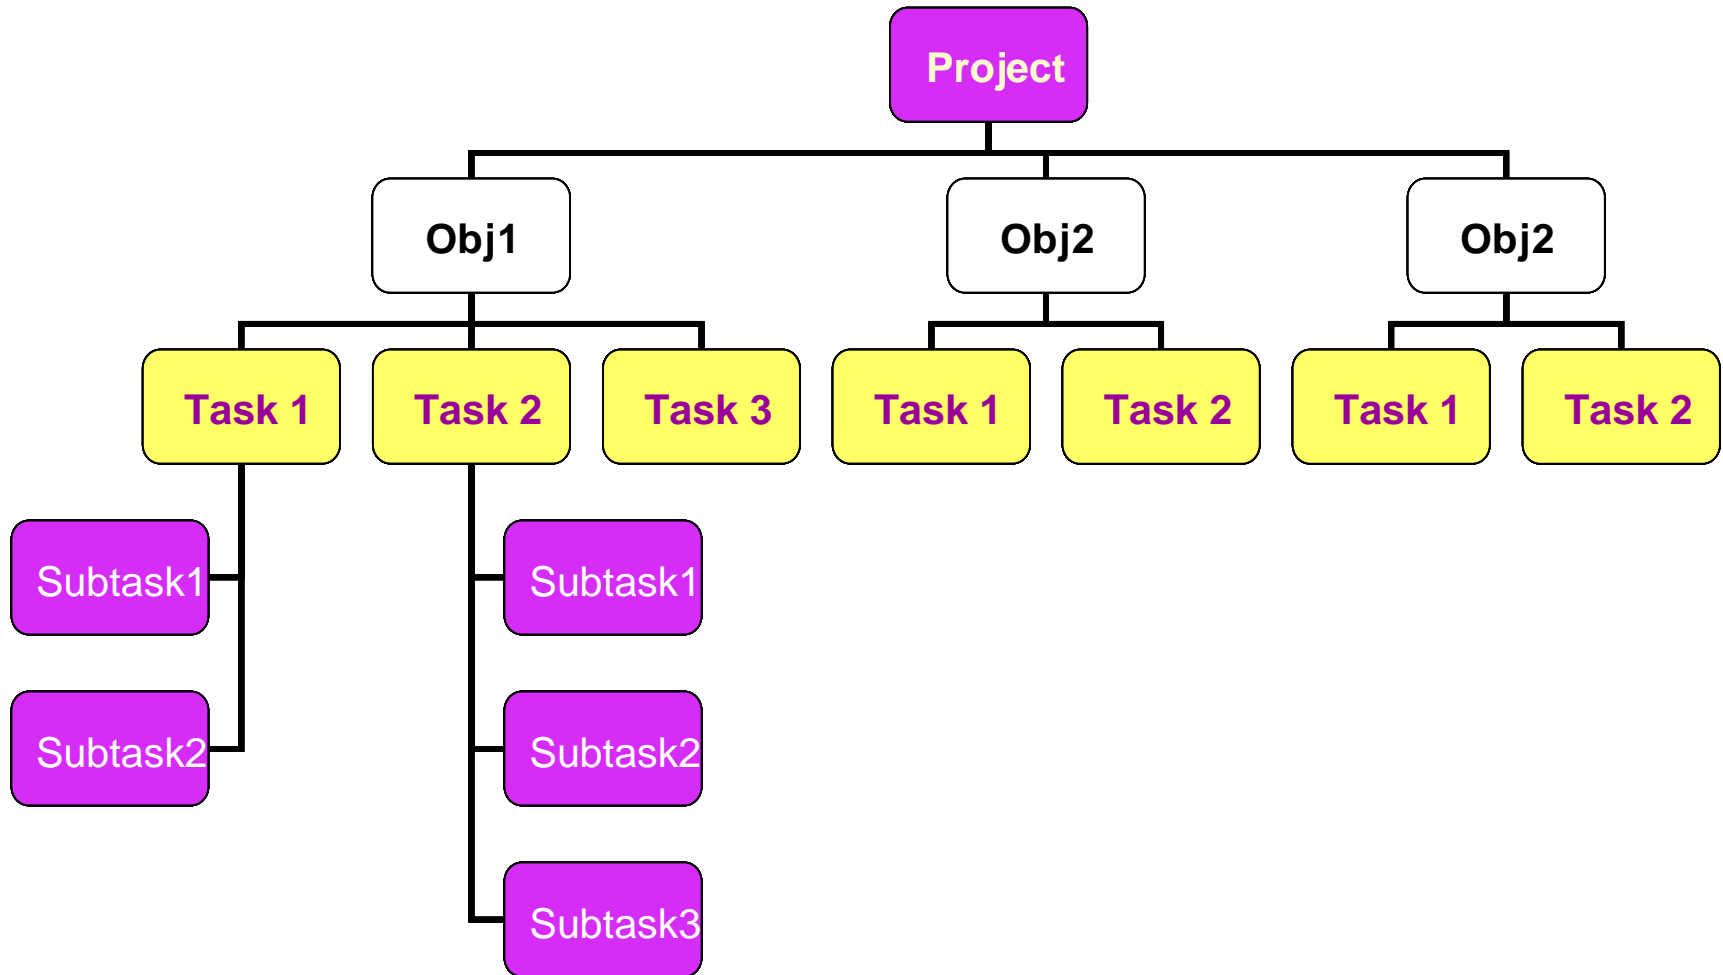 Project
Obj1
Obj2
Obj2
Task 1
Task 2
Task 3
Task 1
Task 2
Task 1
Task 2
Subtask1
Subtask1
Subtask2
Subtask2
Subtask3